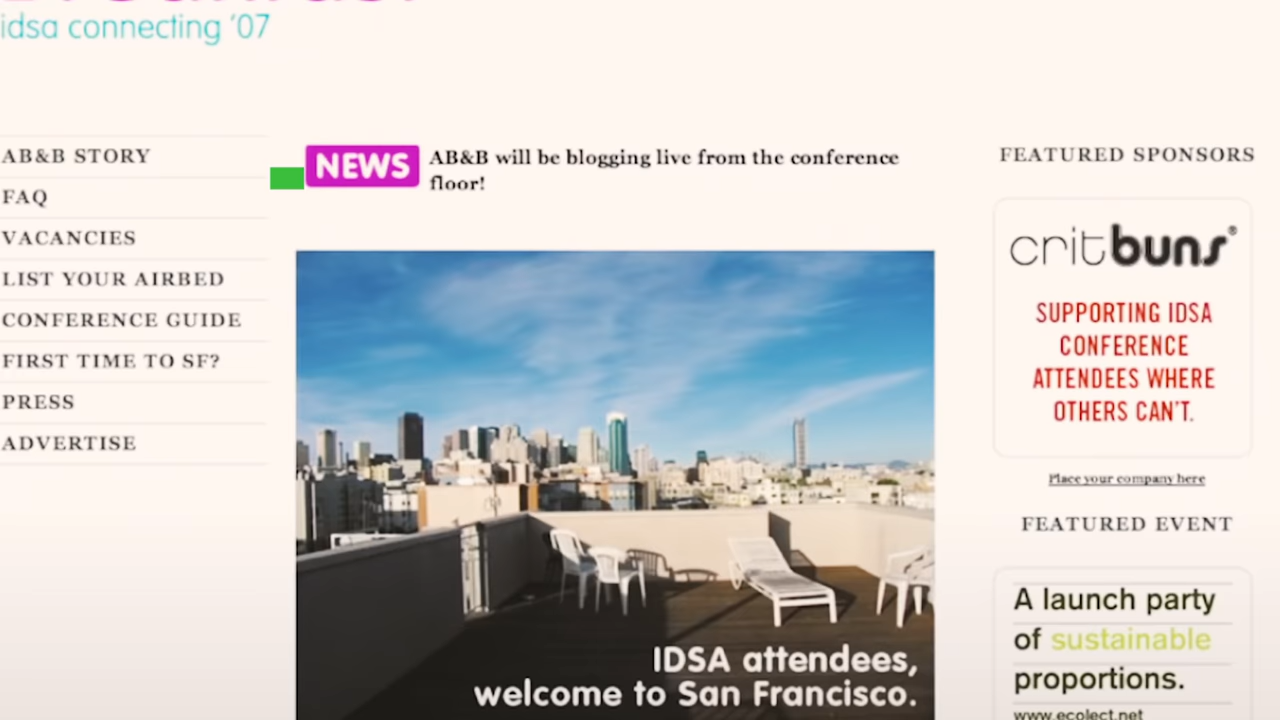 idsa connecting '07
AB&B STORY
FAQ
VACANCIES
LIST YOUR AIRBED
CONFERENCE GUIDE
FIRST TIME TO SF?
PRESS
ADVERTISE
NEWS
AB&B will be blogging live from the conference
floor!
IDSA attendees,
welcome to San Francisco.
FEATURED SPONSORS
critbuns®
SUPPORTING IDSA
CONFERENCE
ATTENDEES WHERE
OTHERS CAN'T.
Place your company here
FEATURED EVENT
A launch party
of sustainable
proportions.
www.ecolect.net